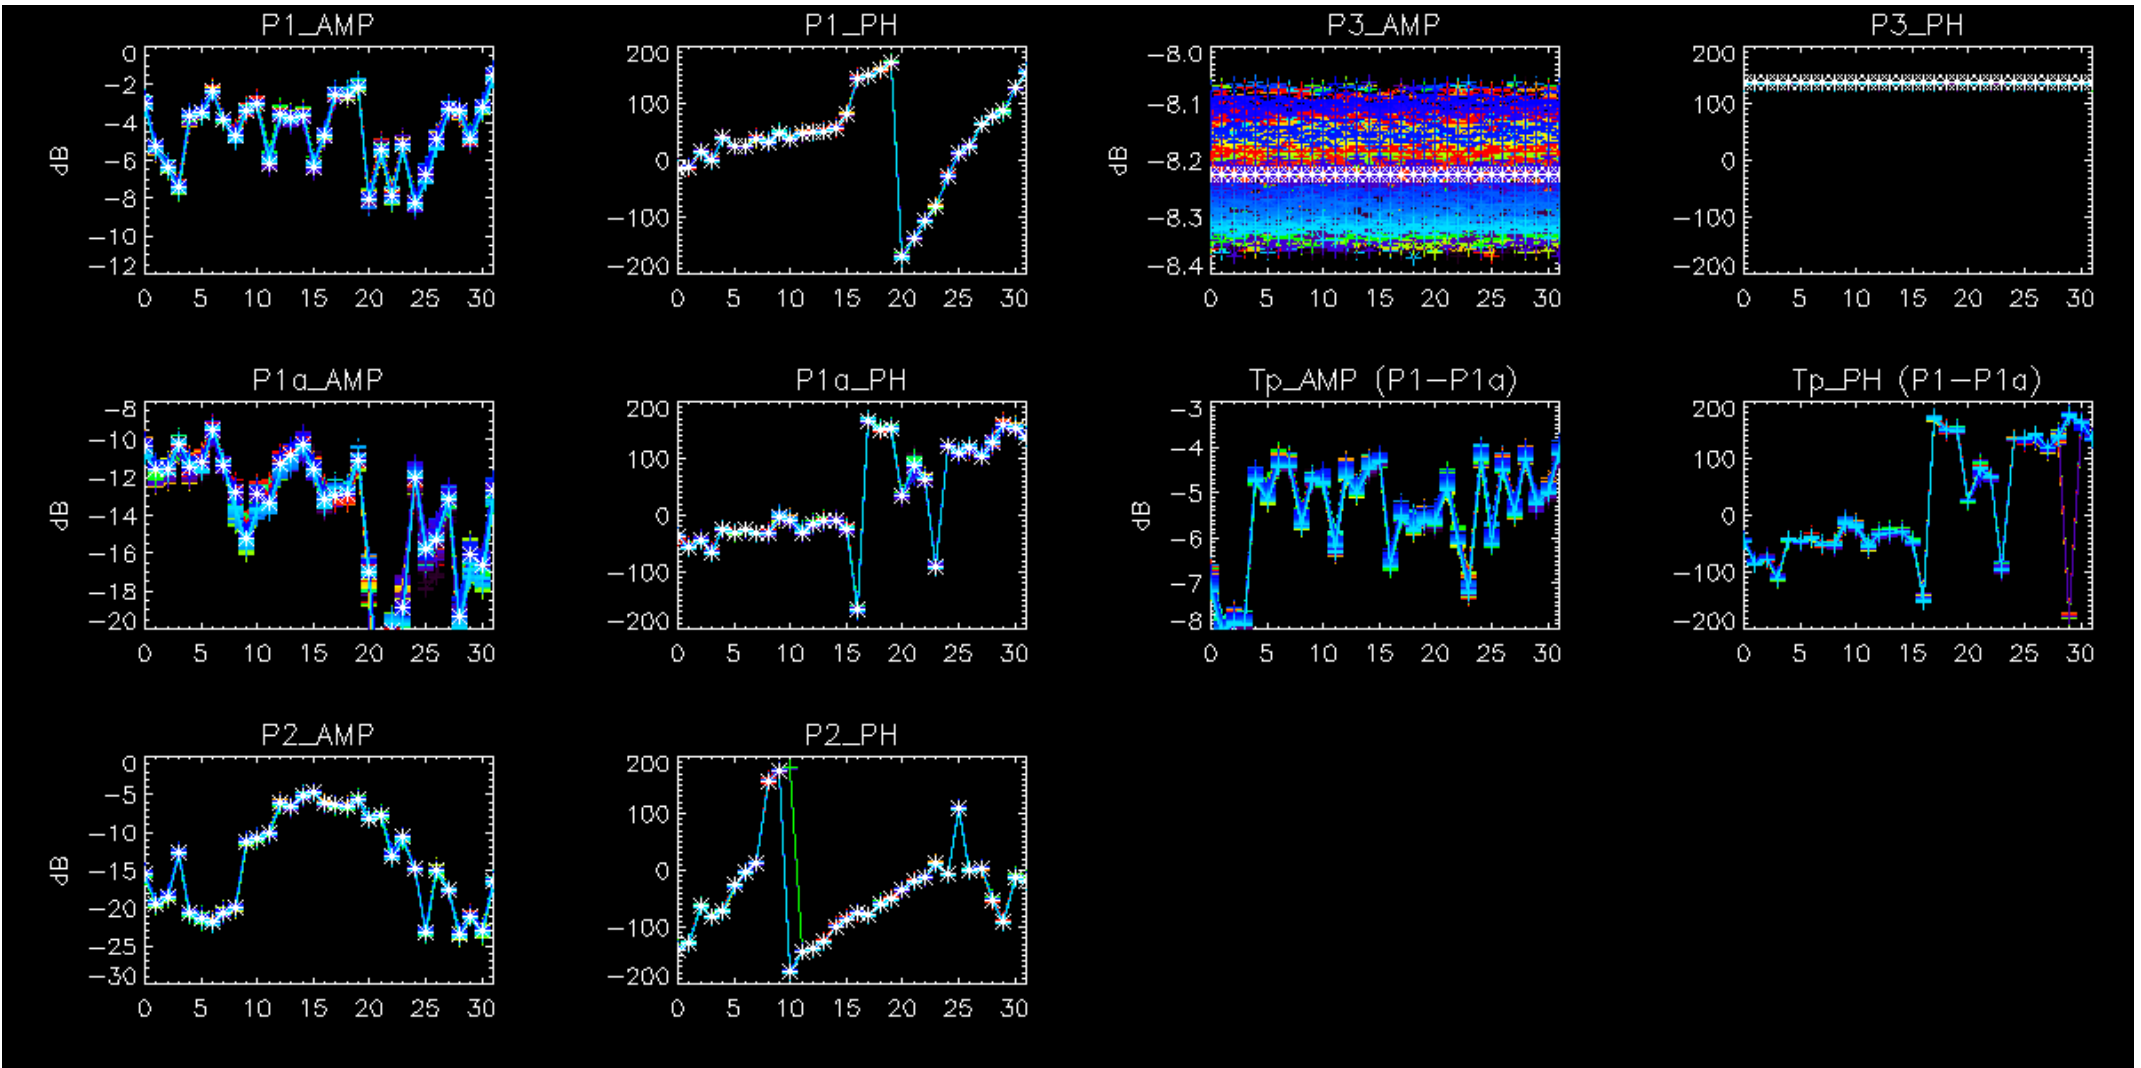 P1_AMP
0
−2
−4
−6
−8
−10
−12
dB
0 5 10 15 20 25 30
P1_PH
200
100
0
−100
−200
0 5 10 15 20 25 30
P3_AMP
−8.0
−8.1
−8.2
−8.3
−8.4
dB
0 5 10 15 20 25 30
P3_PH
200
100
0
−100
−200
0 5 10 15 20 25 30
P1a_AMP
−8
−10
−12
−14
−16
−18
−20
dB
0 5 10 15 20 25 30
P1a_PH
200
100
0
−100
−200
0 5 10 15 20 25 30
Tp_AMP (P1−P1a)
−3
−4
−5
−6
−7
−8
dB
0 5 10 15 20 25 30
Tp_PH (P1−P1a)
200
100
0
−100
−200
0 5 10 15 20 25 30
P2_AMP
0
−5
−10
−15
−20
−25
−30
dB
0 5 10 15 20 25 30
P2_PH
200
100
0
−100
−200
0 5 10 15 20 25 30